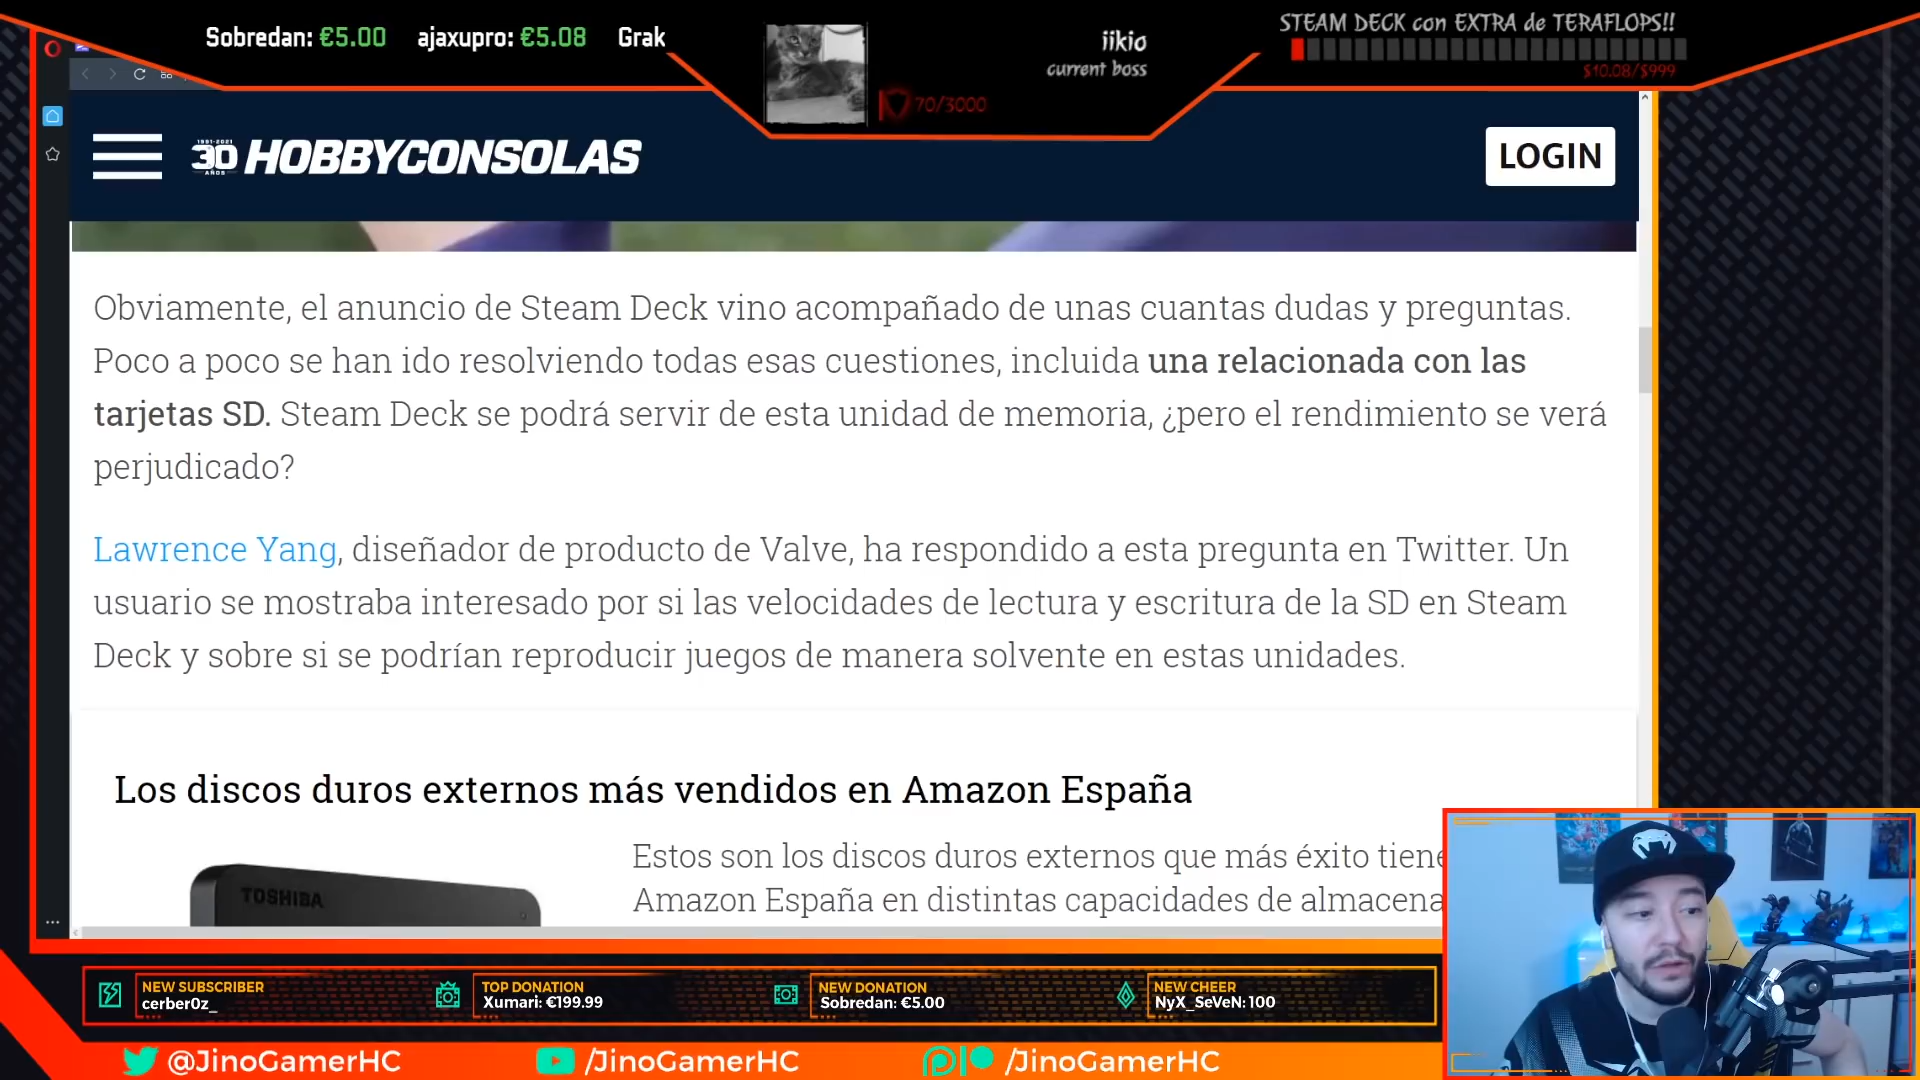 Sobredan: €5.00 ajaxupro: €5.08 Grak
iikio
current boss
70/3000
STEAM DECK con EXTRA de TERAFLOPS!!
$10.08/$999
1991-2021
30
AÑOS
HOBBYCONSOLAS
LOGIN
Obviamente, el anuncio de Steam Deck vino acompañado de unas cuantas dudas y preguntas.
Poco a poco se han ido resolviendo todas esas cuestiones, incluida una relacionada con las
tarjetas SD. Steam Deck se podrá servir de esta unidad de memoria, ¿pero el rendimiento se verá
perjudicado?
Lawrence Yang, diseñador de producto de Valve, ha respondido a esta pregunta en Twitter. Un
usuario se mostraba interesado por si las velocidades de lectura y escritura de la SD en Steam
Deck y sobre si se podrían reproducir juegos de manera solvente en estas unidades.
Los discos duros externos más vendidos en Amazon España
TOSHIBA
Estos son los discos duros externos que más éxito tiene
Amazon España en distintas capacidades de almacena
NEW SUBSCRIBER
cerber0z_
TOP DONATION
Xumari: €199.99
NEW DONATION
Sobredan: €5.00
NEW CHEER
NyX_SeVeN: 100
@JinoGamerHC
/JinoGamerHC
/JinoGamerHC